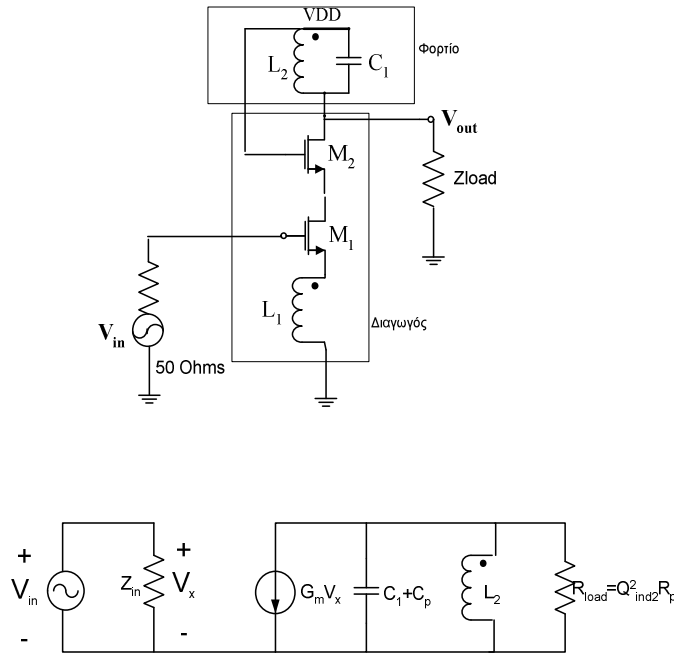 VDD
L2
C1
Φορτίο
Vout
M2
Zload
M1
L1
Διαγωγός
Vin
50 Ohms
+
Vin
-
Zin
+
Vx
-
GmVx
C1+Cp
L2
Rload=Q²ind2Rp